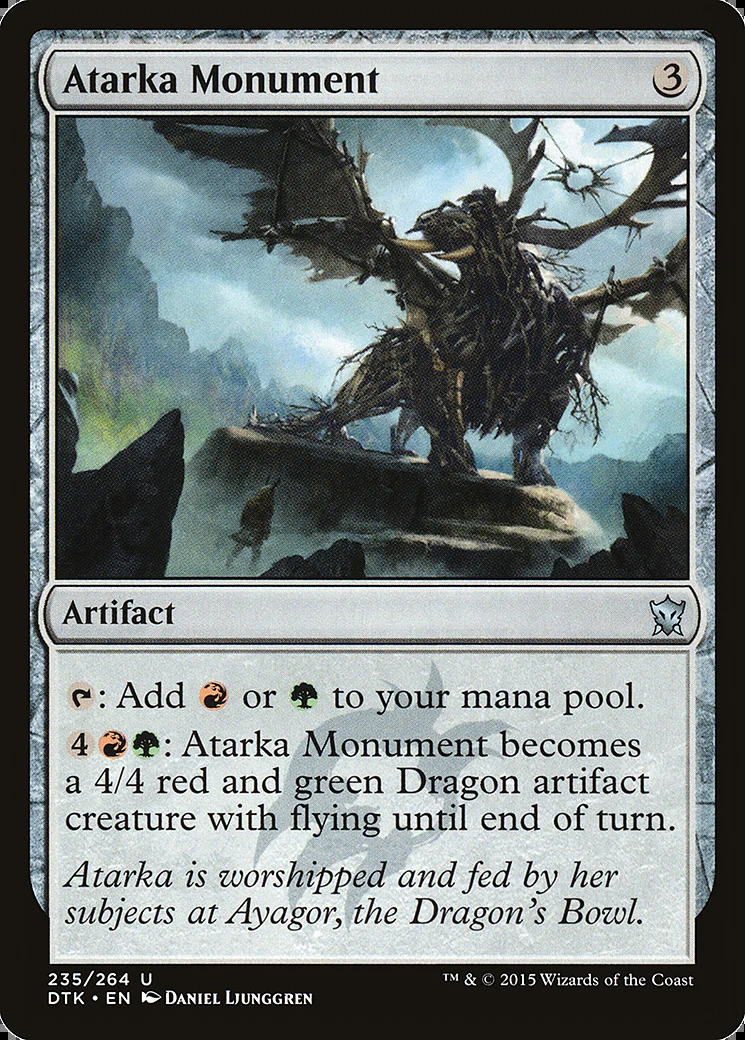 Atarka Monument 3
Artifact
: Add or to your mana pool.
4 : Atarka Monument becomes
a 4/4 red and green Dragon artifact
creature with flying until end of turn.
Atarka is worshipped and fed by her
subjects at Ayagor, the Dragon's Bowl.
235/264 U
™ & © 2015 Wizards of the Coast
DTK • EN Daniel Ljunggren